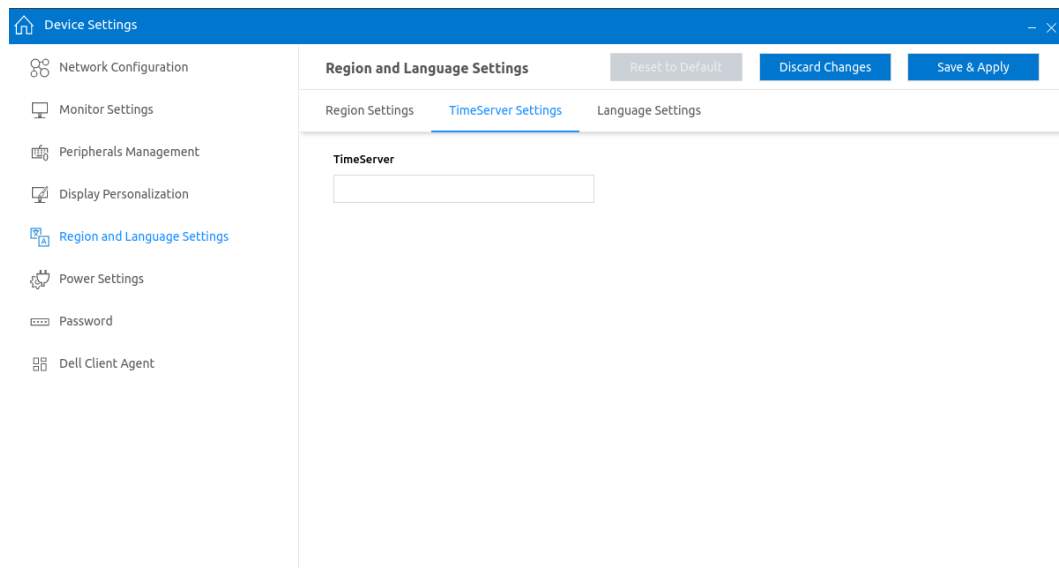 Device Settings
Network Configuration
Monitor Settings
Peripherals Management
Display Personalization
Region and Language Settings
Power Settings
Password
Dell Client Agent
Region and Language Settings
Reset to Default
Discard Changes
Save & Apply
Region Settings
TimeServer Settings
Language Settings
TimeServer